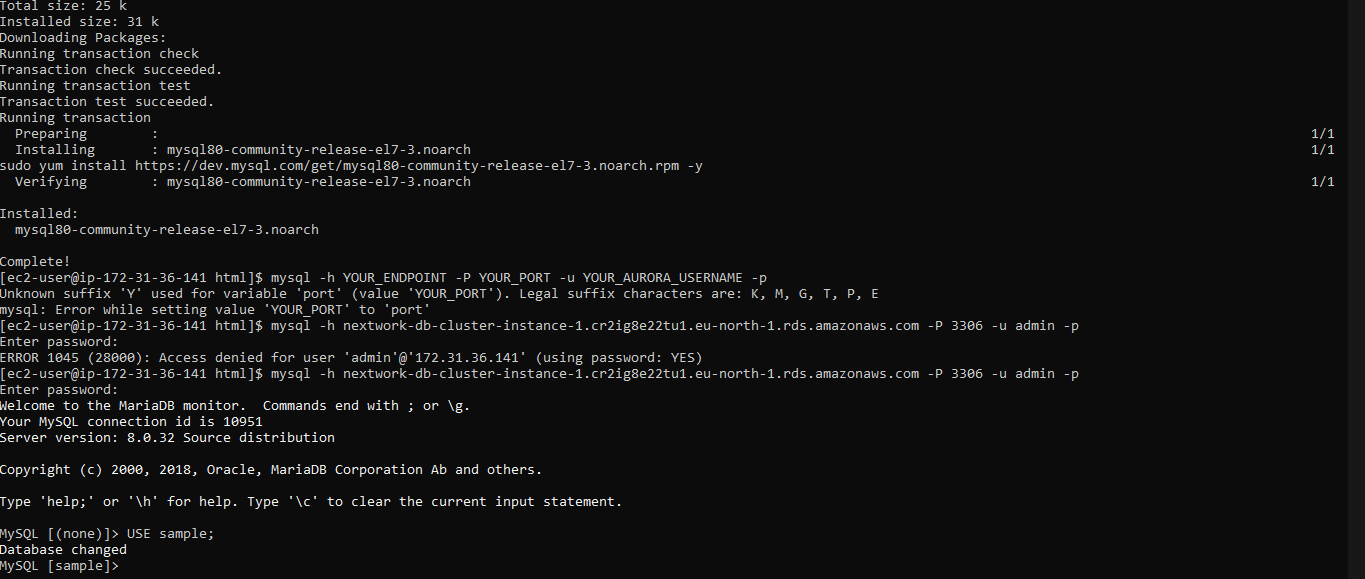 Total size: 25 k
Installed size: 31 k
Downloading Packages:
Running transaction check
Transaction check succeeded.
Running transaction test
Transaction test succeeded.
Running transaction
  Preparing        :                                                                                                                                                        1/1
  Installing       : mysql80-community-release-el7-3.noarch                                                                                                                 1/1
sudo yum install https://dev.mysql.com/get/mysql80-community-release-el7-3.noarch.rpm -y
  Verifying        : mysql80-community-release-el7-3.noarch                                                                                                                 1/1

Installed:
  mysql80-community-release-el7-3.noarch

Complete!
[ec2-user@ip-172-31-36-141 html]$ mysql -h YOUR_ENDPOINT -P YOUR_PORT -u YOUR_AURORA_USERNAME -p
Unknown suffix 'Y' used for variable 'port' (value 'YOUR_PORT'). Legal suffix characters are: K, M, G, T, P, E
mysql: Error while setting value 'YOUR_PORT' to 'port'
[ec2-user@ip-172-31-36-141 html]$ mysql -h nextwork-db-cluster-instance-1.cr2ig8e22tu1.eu-north-1.rds.amazonaws.com -P 3306 -u admin -p
Enter password:
ERROR 1045 (28000): Access denied for user 'admin'@'172.31.36.141' (using password: YES)
[ec2-user@ip-172-31-36-141 html]$ mysql -h nextwork-db-cluster-instance-1.cr2ig8e22tu1.eu-north-1.rds.amazonaws.com -P 3306 -u admin -p
Enter password:
Welcome to the MariaDB monitor.  Commands end with ; or \g.
Your MySQL connection id is 10951
Server version: 8.0.32 Source distribution

Copyright (c) 2000, 2018, Oracle, MariaDB Corporation Ab and others.

Type 'help;' or '\h' for help. Type '\c' to clear the current input statement.

MySQL [(none)]> USE sample;
Database changed
MySQL [sample]>